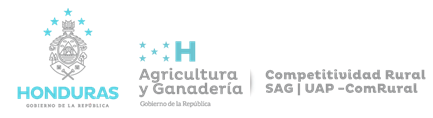 HONDURAS
GOBIERNO DE LA REPÚBLICA
H
Agricultura
y Ganadería
Gobierno de la República
Competitividad Rural
SAG | UAP -ComRural